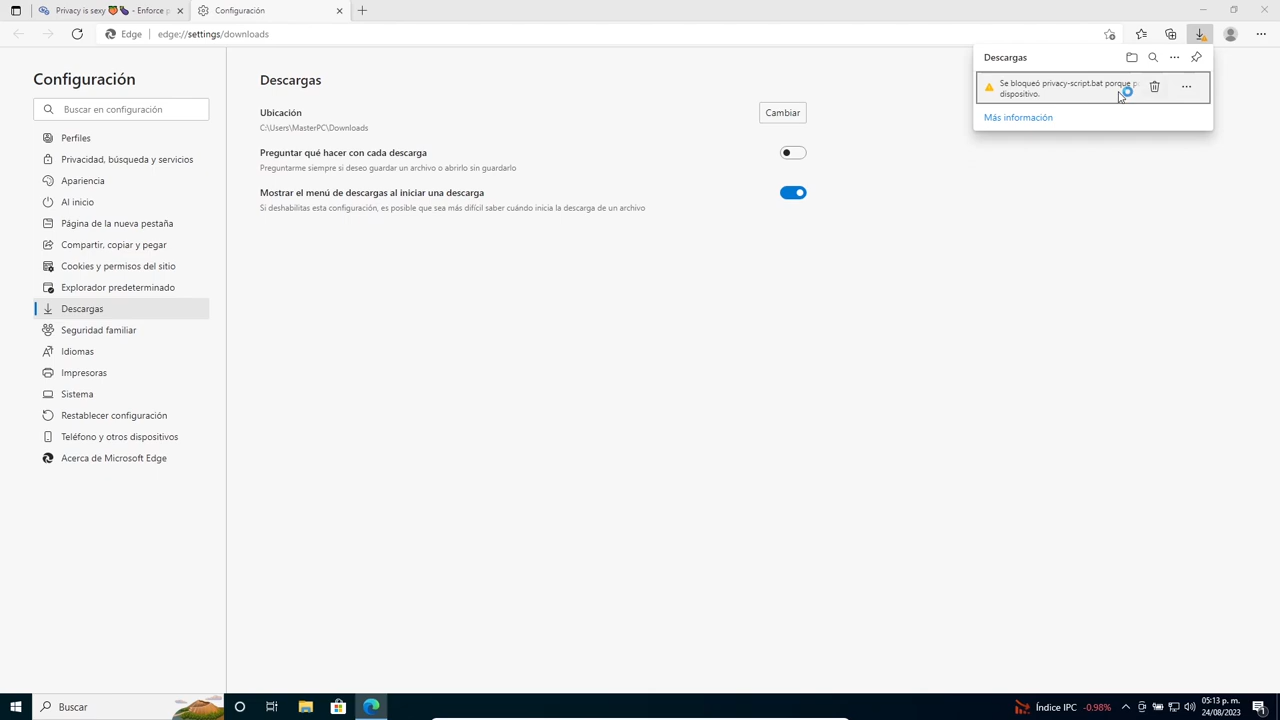 Privacy is sexy 🍑🍆 - Enforce p
Configuración
Edge
edge://settings/downloads
Descargas
Se bloqueó privacy-script.bat porque
dispositivo.
Más información
Configuración
Buscar en configuración
Perfiles
Privacidad, búsqueda y servicios
Apariencia
Al inicio
Página de la nueva pestaña
Compartir, copiar y pegar
Cookies y permisos del sitio
Explorador predeterminado
Descargas
Seguridad familiar
Idiomas
Impresoras
Sistema
Restablecer configuración
Teléfono y otros dispositivos
Acerca de Microsoft Edge
Descargas
Ubicación
C:\Users\MasterPC\Downloads
Cambiar
Preguntar qué hacer con cada descarga
Preguntarme siempre si deseo guardar un archivo o abrirlo sin guardarlo
Mostrar el menú de descargas al iniciar una descarga
Si deshabilitas esta configuración, es posible que sea más difícil saber cuándo inicia la descarga de un archivo
Buscar
Índice IPC -0.98%
05:13 p. m.
24/08/2023
1